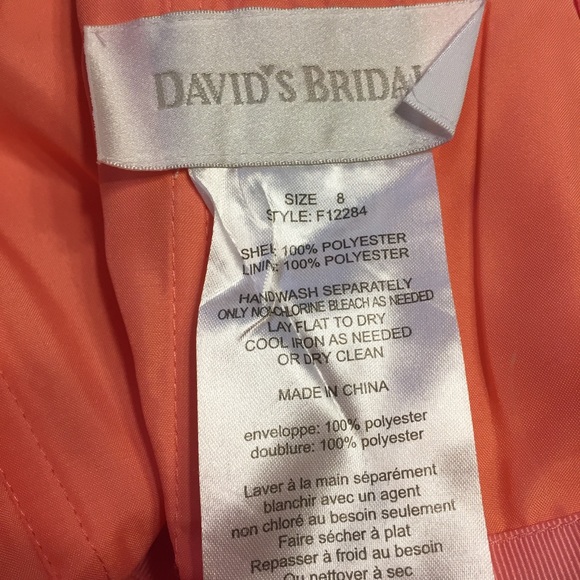 DAVID'S BRIDAL
SIZE 8
STYLE: F12284
SHELL: 100% POLYESTER
LINING: 100% POLYESTER
HANDWASH SEPARATELY
ONLY NON-CHLORINE BLEACH AS NEEDED
LAY FLAT TO DRY
COOL IRON AS NEEDED
OR DRY CLEAN
MADE IN CHINA
enveloppe: 100% polyester
doublure: 100% polyester
Laver à la main séparément
blanchir avec un agent
non chloré au besoin seulement
Faire sécher à plat
Repasser à froid au besoin
Ou nettoyer à sec